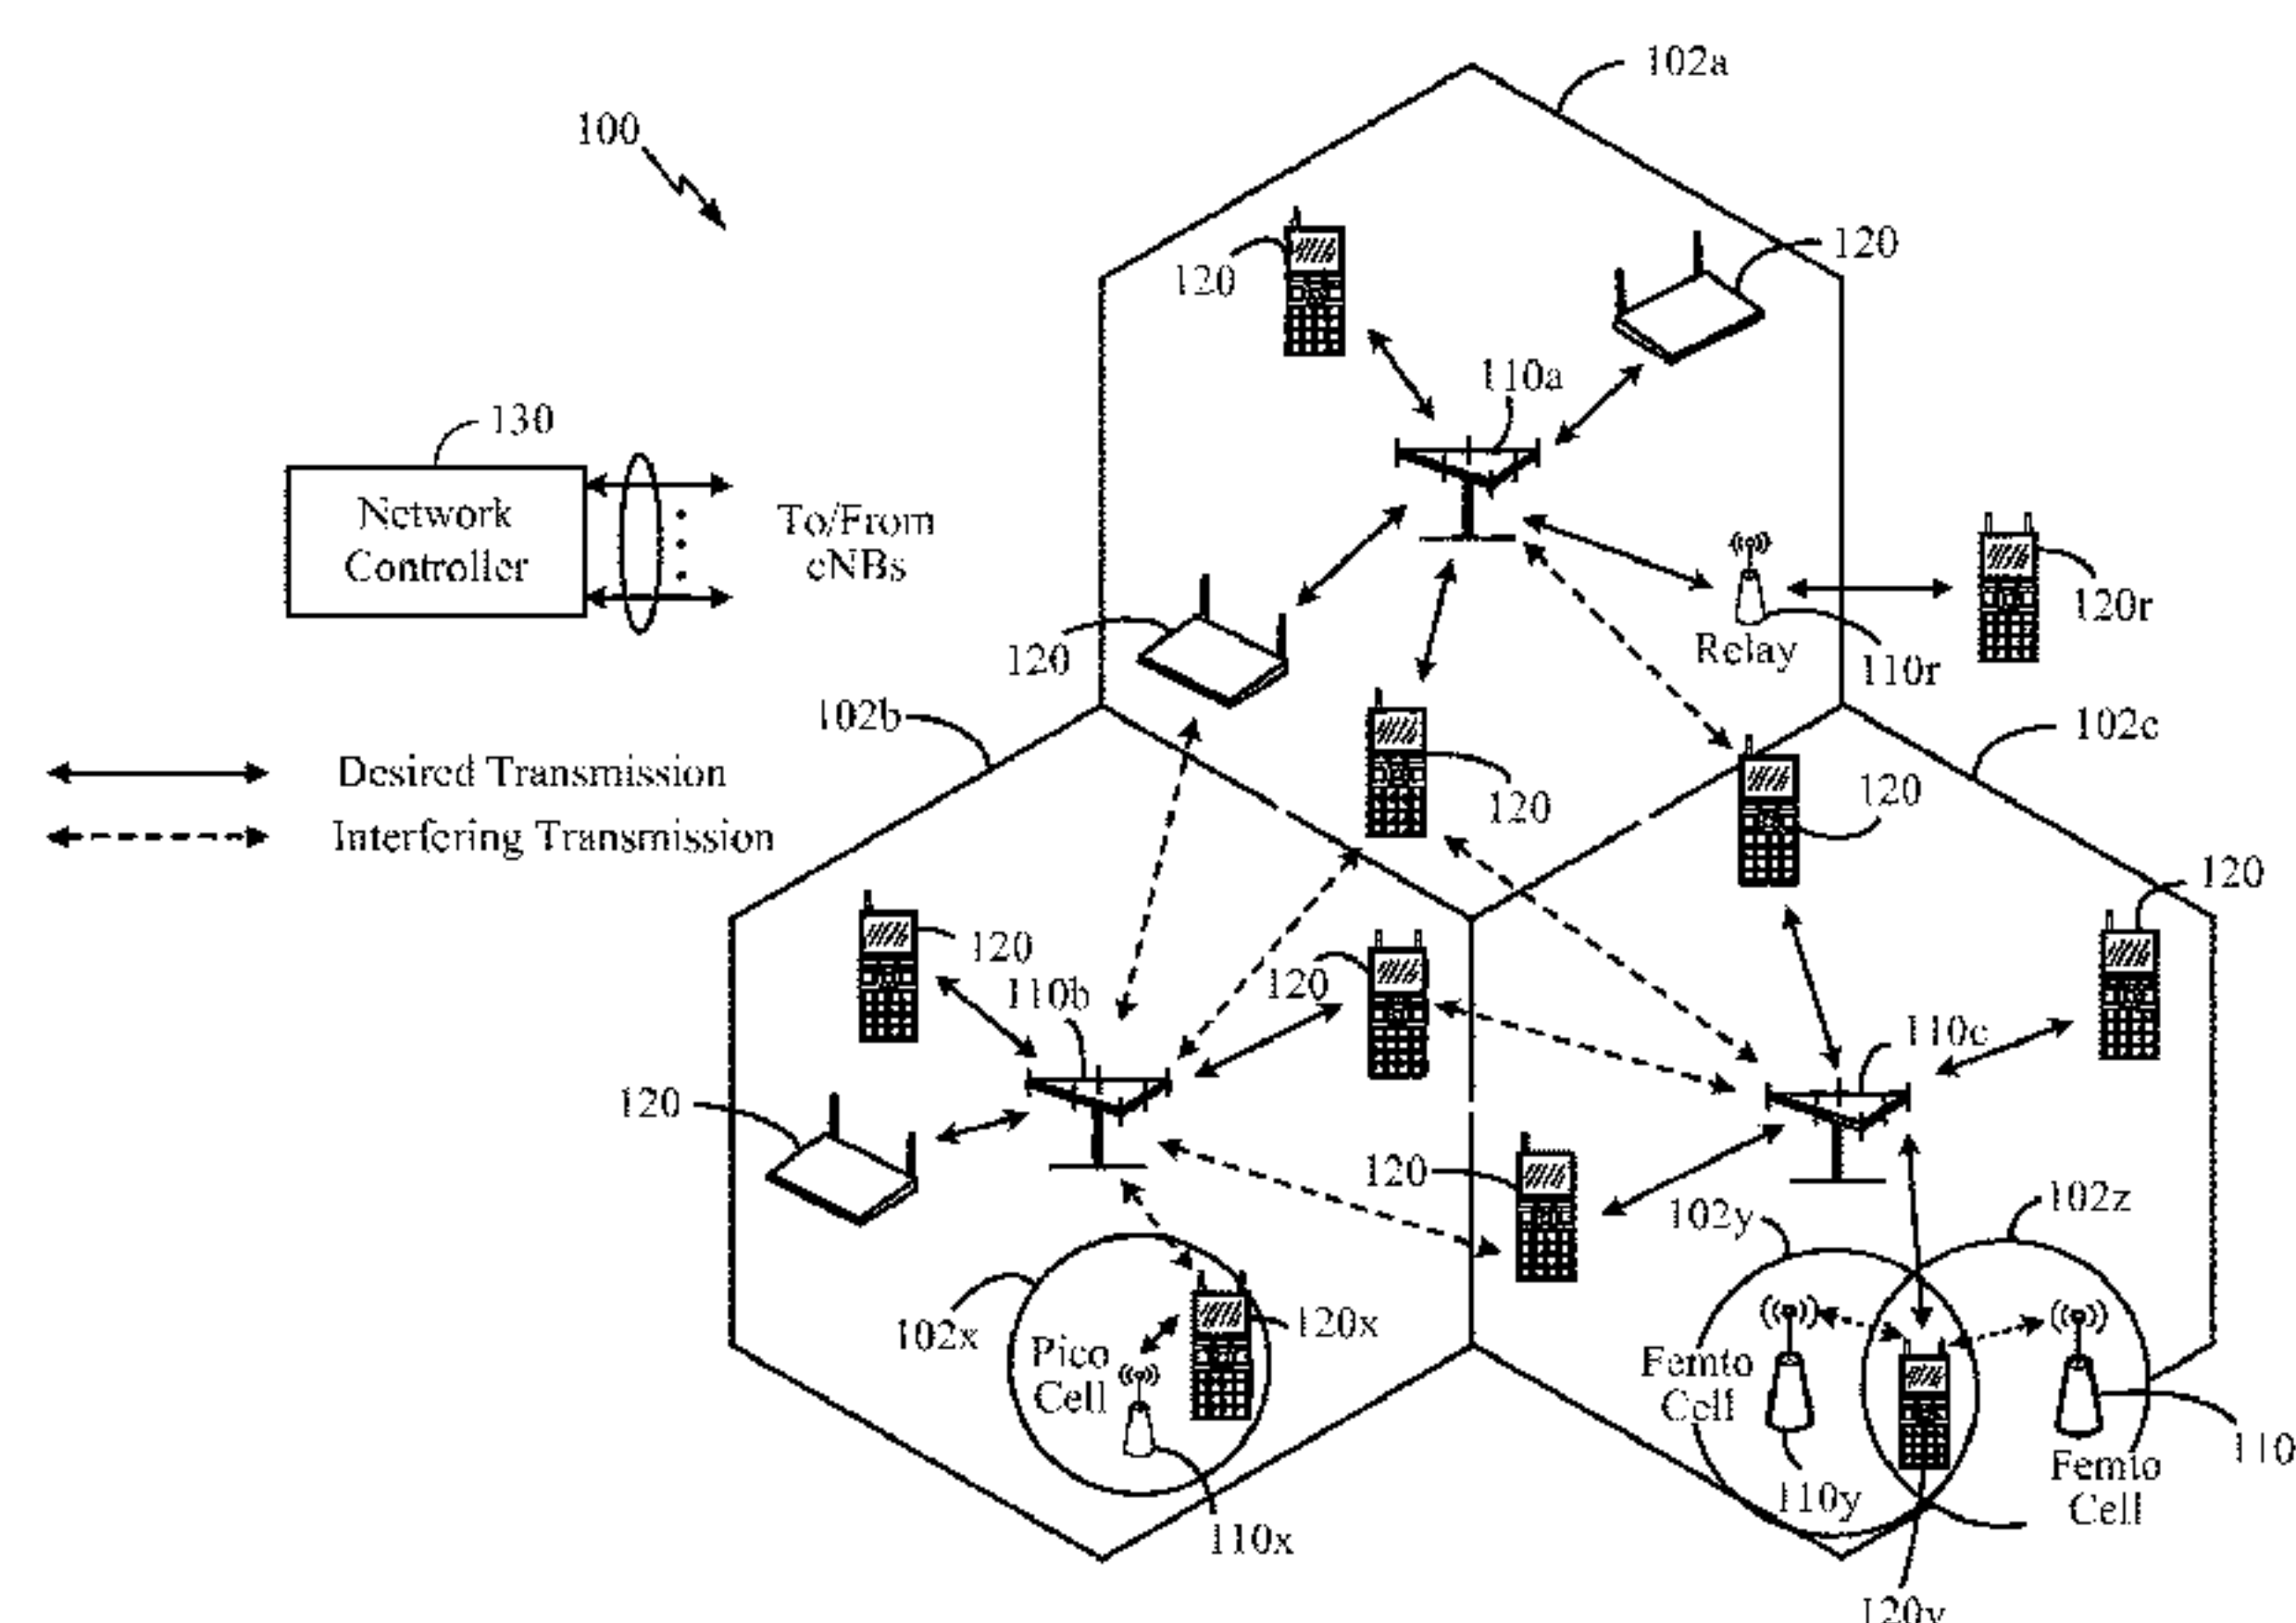 102a
100
120
120
110a
130
Network
Controller
To/From
eNBs
120r
Relay
110r
120
102b
102c
Desired Transmission
120
120
Interfering Transmission
120
120
120
110b
110c
120
120
102y
102z
102x
120x
Pico
Cell
Femto
Cell
110y
110
Femto
Cell
110x
120y